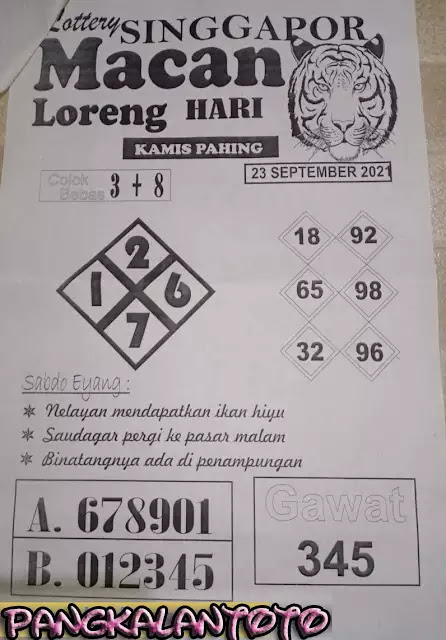 Lottery SINGGAPOR
Macan
Loreng HARI
KAMIS PAHING
23 SEPTEMBER 2021
Colok Bebas 3 + 8
2
1 6
7
18 92
65 98
32 96
Sabdo Eyang :
* Nelayan mendapatkan ikan hiyu
* Saudagar pergi ke pasar malam
* Binatangnya ada di penampungan
A. 678901
B. 012345
Gawat
345
PANGKALANTOTO